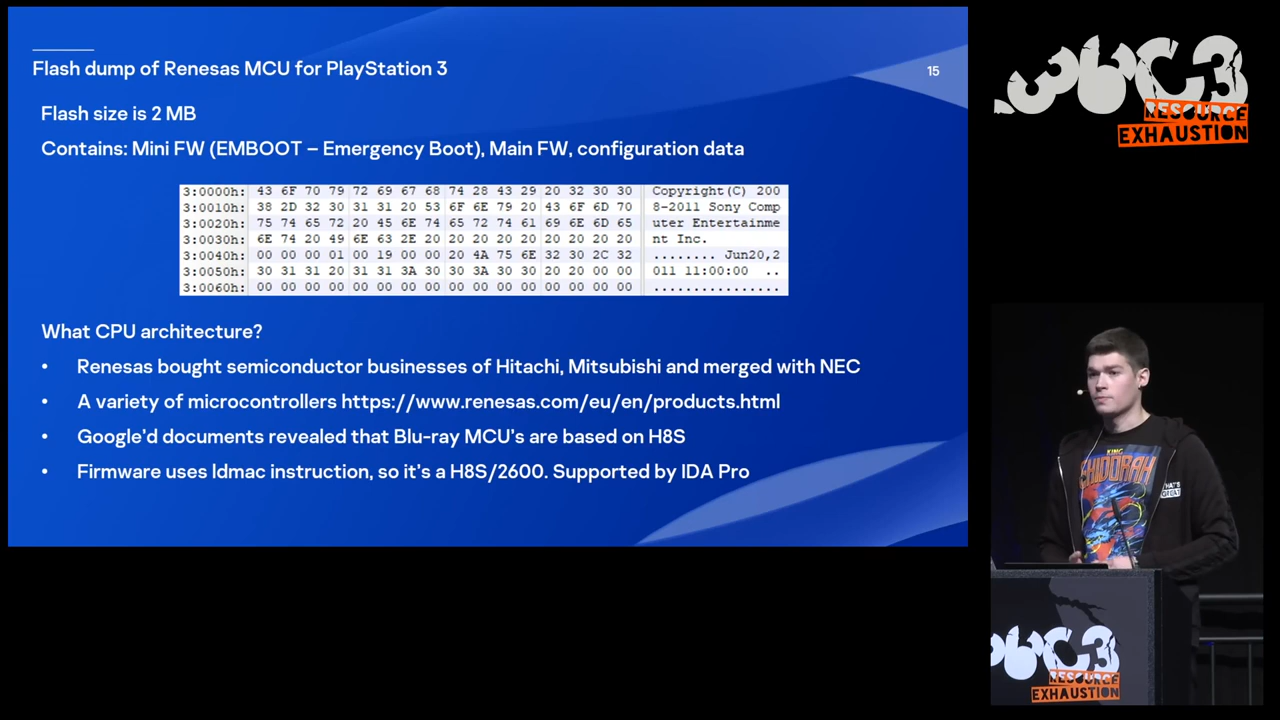 Flash dump of Renesas MCU for PlayStation 3
15
Flash size is 2 MB
Contains: Mini FW (EMBOOT – Emergency Boot), Main FW, configuration data
3:0000h: 43 6F 70 79 72 69 67 68 74 28 43 29 20 32 30 30 Copyright(C) 200
3:0010h: 38 2D 32 30 31 31 20 53 6F 6E 79 20 43 6F 6D 70 8-2011 Sony Comp
3:0020h: 75 74 65 72 20 45 6E 74 65 72 74 61 69 6E 6D 65 uter Entertainme
3:0030h: 6E 74 20 49 6E 63 2E 20 20 20 20 20 20 20 20 20 nt Inc.
3:0040h: 00 00 00 01 00 19 00 00 20 4A 75 6E 32 30 2C 32 ........ Jun20,2
3:0050h: 30 31 31 20 31 31 3A 30 30 3A 30 30 20 20 00 00 011 11:00:00 ..
3:0060h: 00 00 00 00 00 00 00 00 00 00 00 00 00 00 00 00 ................
What CPU architecture?
• Renesas bought semiconductor businesses of Hitachi, Mitsubishi and merged with NEC
• A variety of microcontrollers https://www.renesas.com/eu/en/products.html
• Google’d documents revealed that Blu-ray MCU’s are based on H8S
• Firmware uses ldmac instruction, so it’s a H8S/2600. Supported by IDA Pro
36C3
RESOURCE
EXHAUSTION
KING
GHIDORAH
THAT'S
GREAT
36C3
RESOURCE
EXHAUSTION